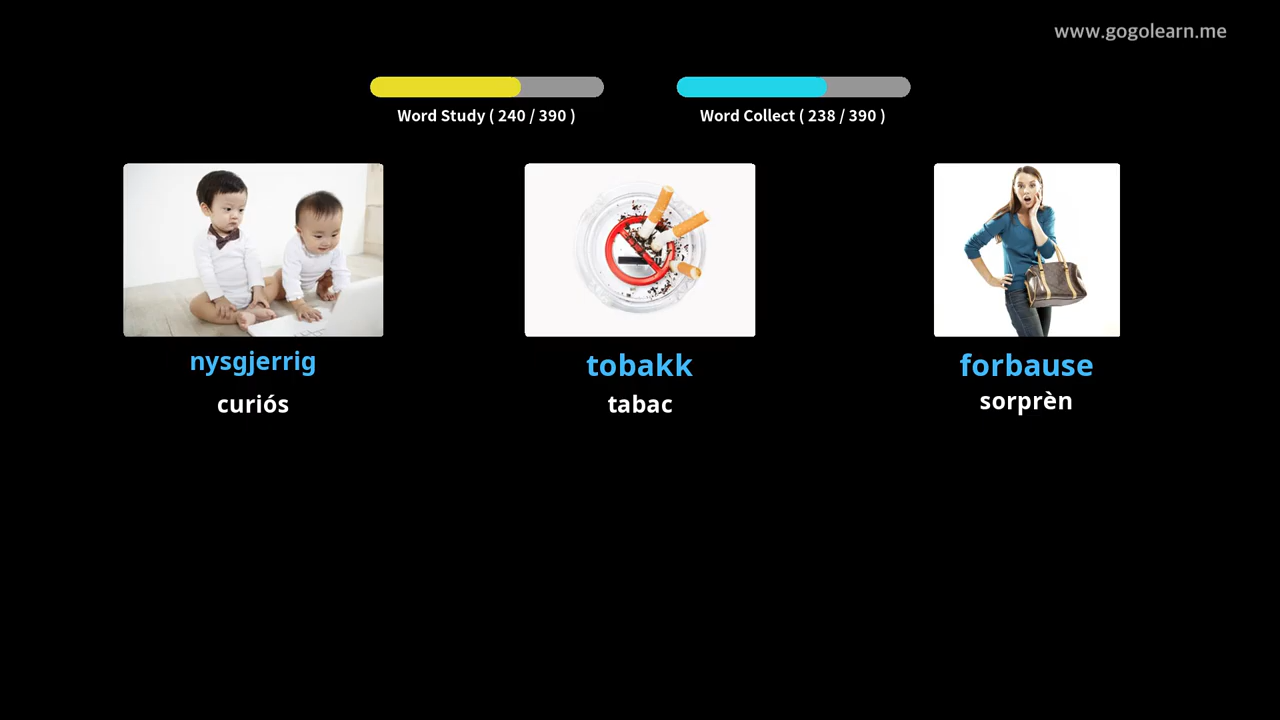 www.gogolearn.me
Word Study ( 240 / 390 )
Word Collect ( 238 / 390 )
nysgjerrig
curiós
tobakk
tabac
forbause
sorprèn